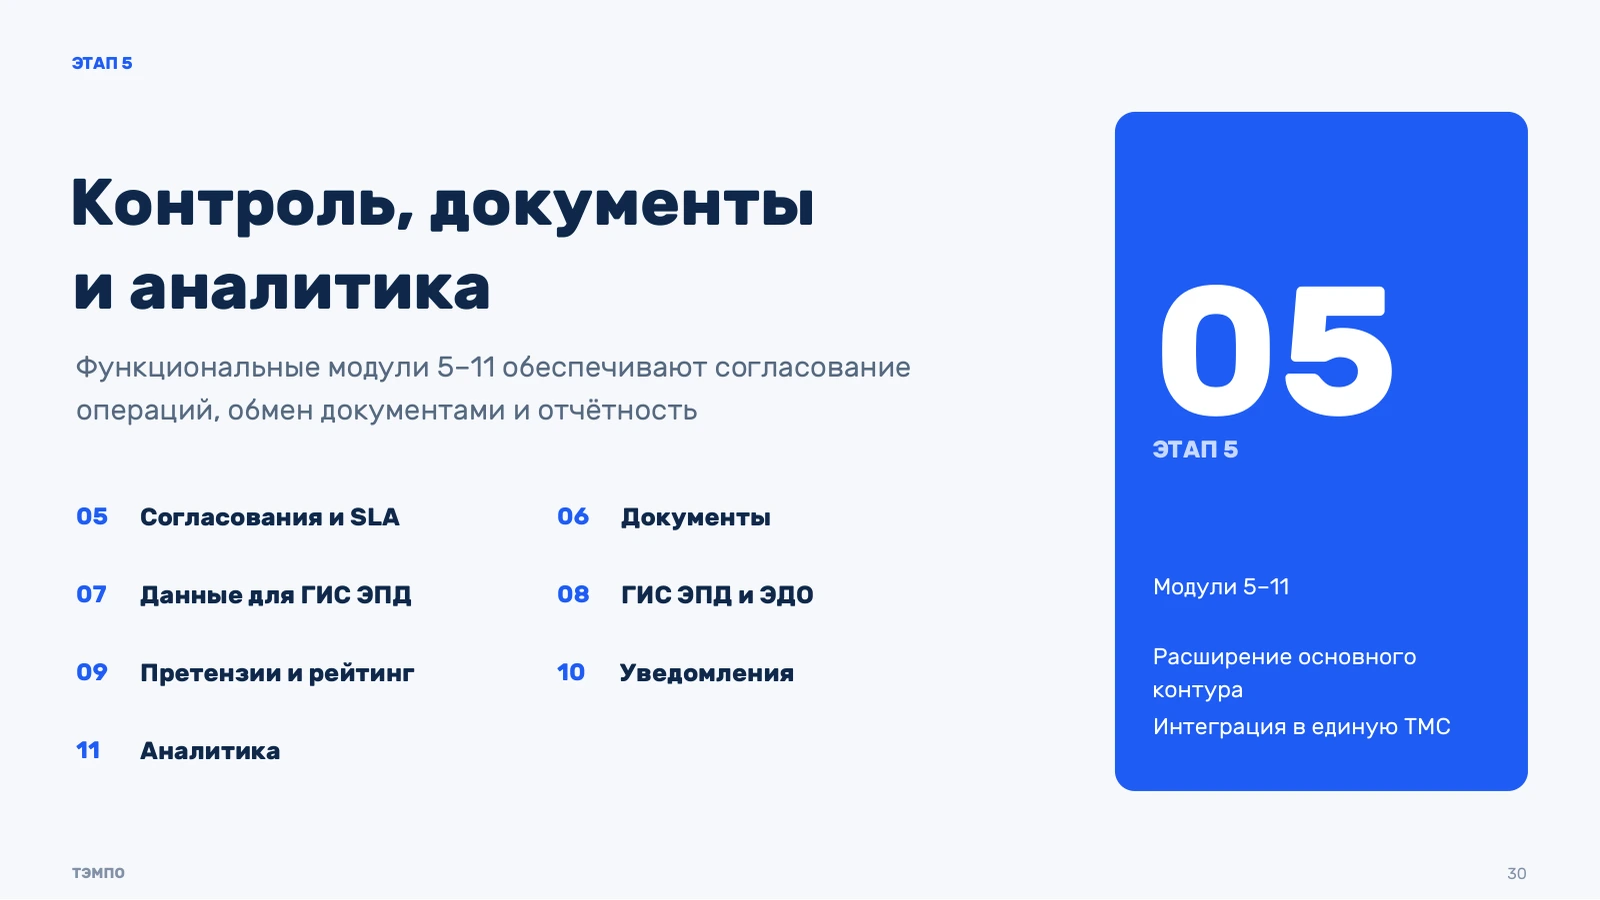 ЭТАП 5
Контроль, документы
и аналитика
Функциональные модули 5–11 обеспечивают согласование
операций, обмен документами и отчётность
05 Согласования и SLA
06 Документы
07 Данные для ГИС ЭПД
08 ГИС ЭПД и ЭДО
09 Претензии и рейтинг
10 Уведомления
11 Аналитика
05
ЭТАП 5
Модули 5–11
Расширение основного
контура
Интеграция в единую ТМС
ТЭМПО
30